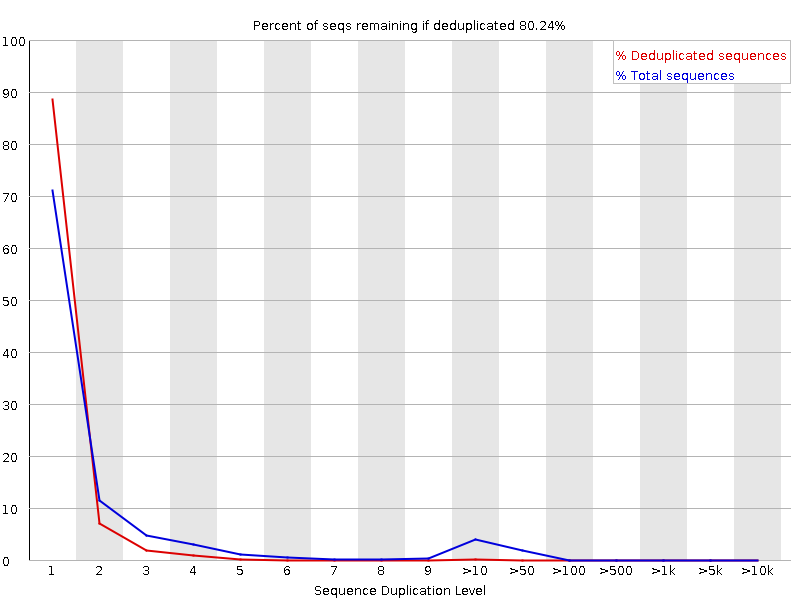 Percent of seqs remaining if deduplicated 80.24%
% Deduplicated sequences
% Total sequences
100
90
80
70
60
50
40
30
20
10
0
1 2 3 4 5 6 7 8 9 >10 >50 >100 >500 >1k >5k >10k
Sequence Duplication Level